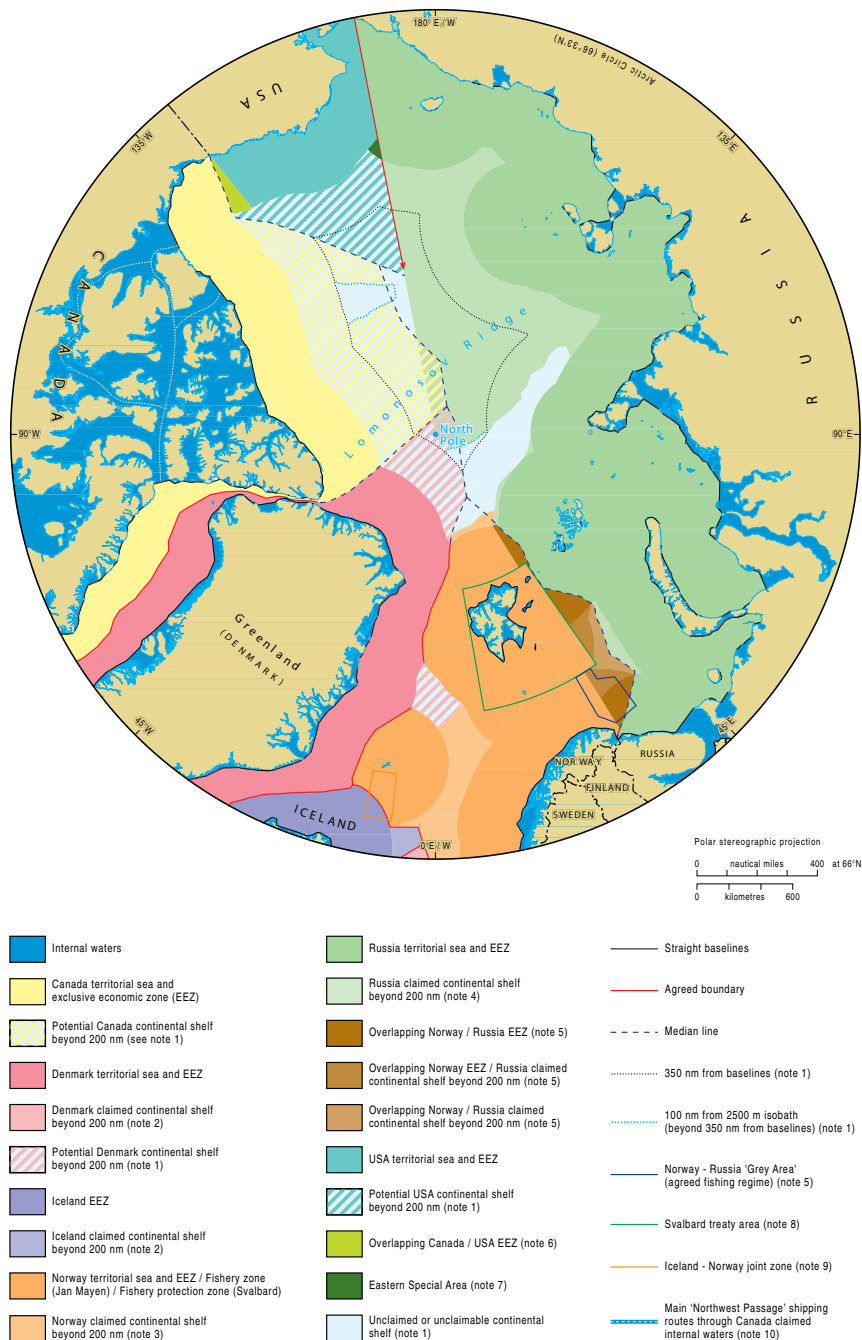 180° E/W
Arctic Circle (66°33'N)
USA
135°W
135°E
CANADA
RUSSIA
Lomonosov Ridge
90°W
North
Pole
90°E
Greenland
(DENMARK)
45°W
45°E
NORWAY
RUSSIA
FINLAND
SWEDEN
ICELAND
0°E/W
Polar stereographic projection
0 nautical miles 400 at 66°N
0 kilometres 600
Internal waters
Canada territorial sea and
exclusive economic zone (EEZ)
Potential Canada continental shelf
beyond 200 nm (see note 1)
Denmark territorial sea and EEZ
Denmark claimed continental shelf
beyond 200 nm (note 2)
Potential Denmark continental shelf
beyond 200 nm (note 1)
Iceland EEZ
Iceland claimed continental shelf
beyond 200 nm (note 2)
Norway territorial sea and EEZ / Fishery zone
(Jan Mayen) / Fishery protection zone (Svalbard)
Norway claimed continental shelf
beyond 200 nm (note 3)
Russia territorial sea and EEZ
Russia claimed continental shelf
beyond 200 nm (note 4)
Overlapping Norway / Russia EEZ (note 5)
Overlapping Norway EEZ / Russia claimed
continental shelf beyond 200 nm (note 5)
Overlapping Norway / Russia claimed
continental shelf beyond 200 nm (note 5)
USA territorial sea and EEZ
Potential USA continental shelf
beyond 200 nm (note 1)
Overlapping Canada / USA EEZ (note 6)
Eastern Special Area (note 7)
Unclaimed or unclaimable continental
shelf (note 1)
Straight baselines
Agreed boundary
Median line
350 nm from baselines (note 1)
100 nm from 2500 m isobath
(beyond 350 nm from baselines) (note 1)
Norway - Russia 'Grey Area'
(agreed fishing regime) (note 5)
Svalbard treaty area (note 8)
Iceland - Norway joint zone (note 9)
Main 'Northwest Passage' shipping
routes through Canada claimed
internal waters (note 10)